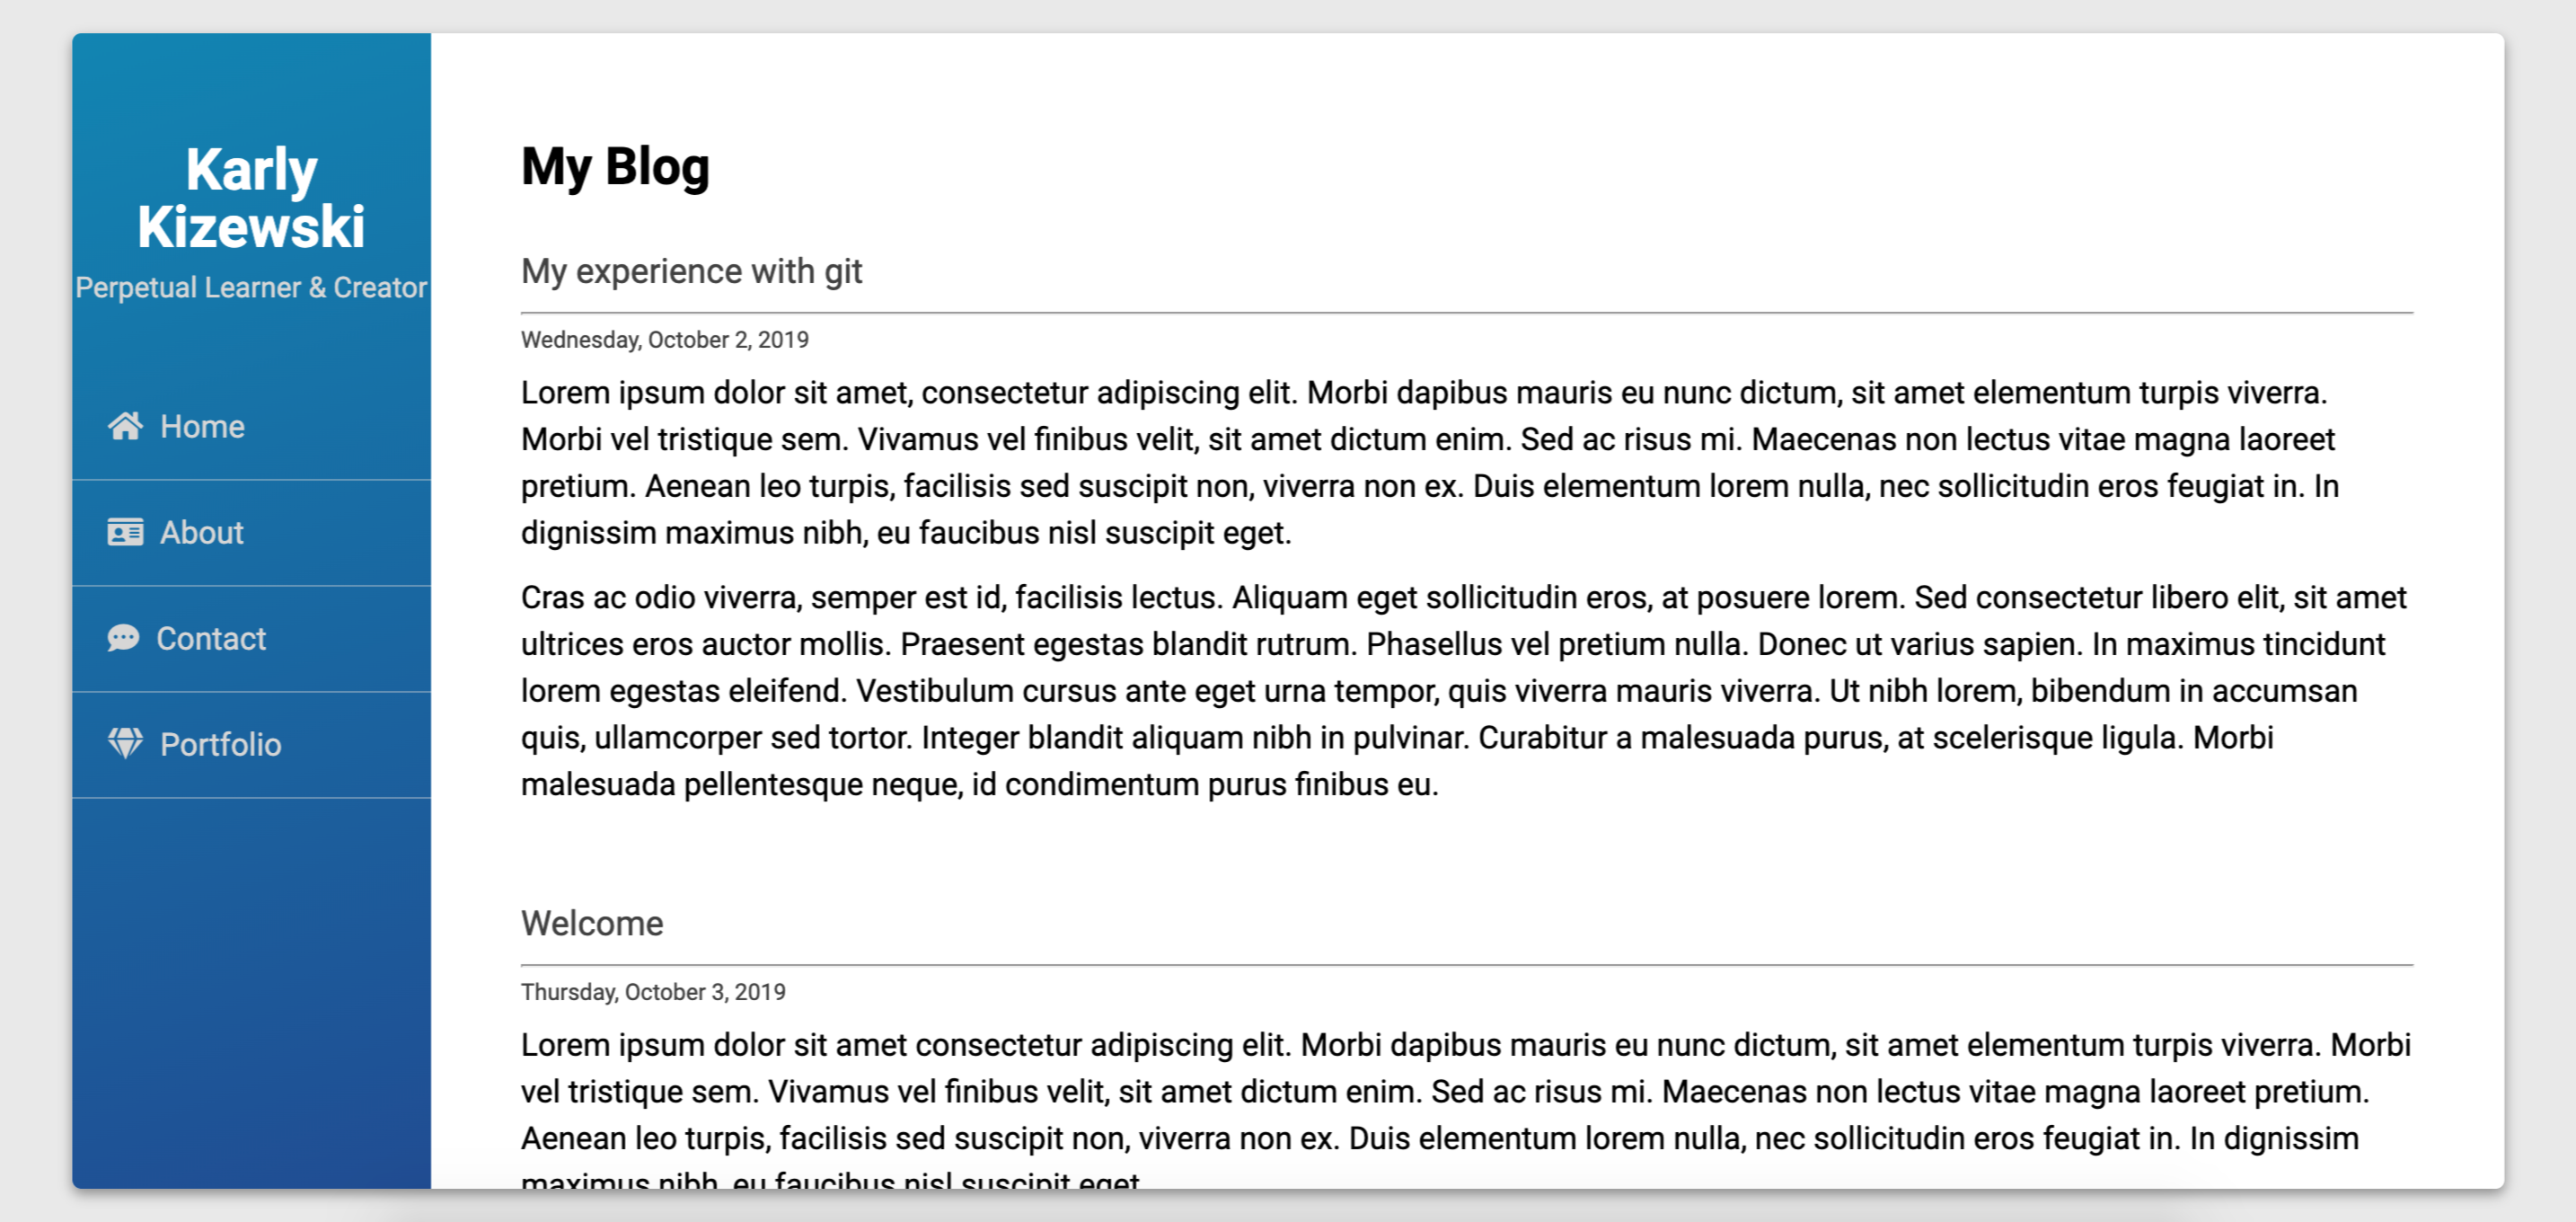 Karly
Kizewski
Perpetual Learner & Creator
Home
About
Contact
Portfolio
My Blog
My experience with git
Wednesday, October 2, 2019
Lorem ipsum dolor sit amet, consectetur adipiscing elit. Morbi dapibus mauris eu nunc dictum, sit amet elementum turpis viverra.
Morbi vel tristique sem. Vivamus vel finibus velit, sit amet dictum enim. Sed ac risus mi. Maecenas non lectus vitae magna laoreet
pretium. Aenean leo turpis, facilisis sed suscipit non, viverra non ex. Duis elementum lorem nulla, nec sollicitudin eros feugiat in. In
dignissim maximus nibh, eu faucibus nisl suscipit eget.
Cras ac odio viverra, semper est id, facilisis lectus. Aliquam eget sollicitudin eros, at posuere lorem. Sed consectetur libero elit, sit amet
ultrices eros auctor mollis. Praesent egestas blandit rutrum. Phasellus vel pretium nulla. Donec ut varius sapien. In maximus tincidunt
lorem egestas eleifend. Vestibulum cursus ante eget urna tempor, quis viverra mauris viverra. Ut nibh lorem, bibendum in accumsan
quis, ullamcorper sed tortor. Integer blandit aliquam nibh in pulvinar. Curabitur a malesuada purus, at scelerisque ligula. Morbi
malesuada pellentesque neque, id condimentum purus finibus eu.
Welcome
Thursday, October 3, 2019
Lorem ipsum dolor sit amet consectetur adipiscing elit. Morbi dapibus mauris eu nunc dictum, sit amet elementum turpis viverra. Morbi
vel tristique sem. Vivamus vel finibus velit, sit amet dictum enim. Sed ac risus mi. Maecenas non lectus vitae magna laoreet pretium.
Aenean leo turpis, facilisis sed suscipit non, viverra non ex. Duis elementum lorem nulla, nec sollicitudin eros feugiat in. In dignissim
maximus nibh, eu faucibus nisl suscipit eget.